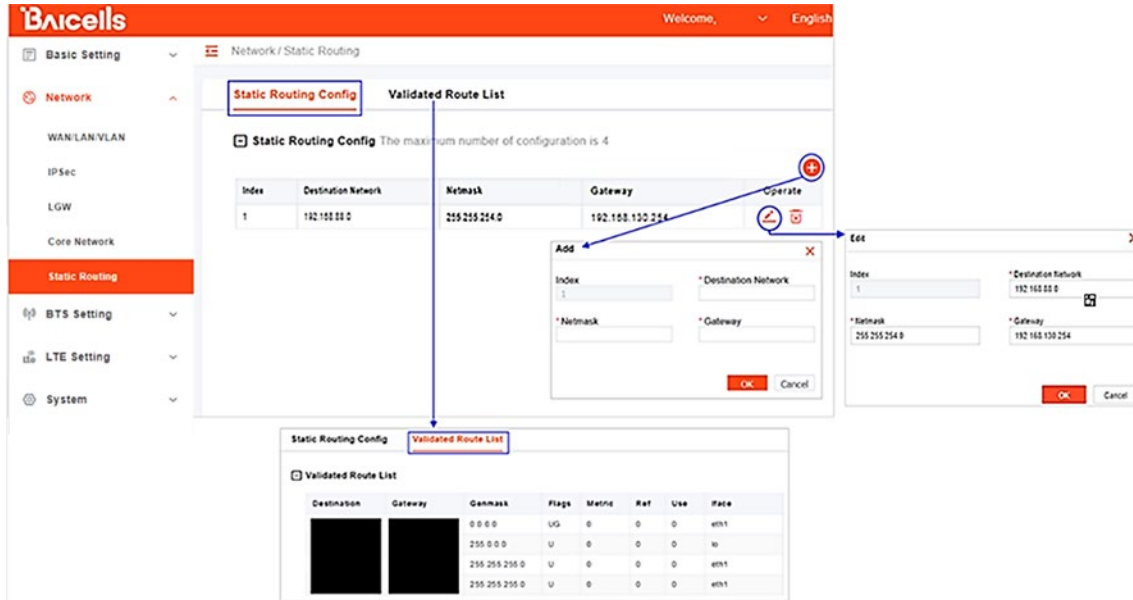 Baicells
Welcome,
English
Basic Setting
Network / Static Routing
Network
Static Routing Config Validated Route List
WAN/LAN/VLAN
Static Routing Config The maximum number of configuration is 4
IPSec
LGW
Core Network
Static Routing
BTS Setting
LTE Setting
System
Index Destination Network Netmask Gateway Operate
1 192.168.88.0 255.255.254.0 192.168.130.254
Add
Index * Destination Network
1
* Netmask * Gateway
OK Cancel
Edit
Index * Destination Network
1 192.168.88.0
* Netmask * Gateway
255.255.254.0 192.168.130.254
OK Cancel
Static Routing Config Validated Route List
Validated Route List
Destination Gateway Genmask Flags Metric Ref Use Iface
0.0.0.0 UG 0 0 0 eth1
255.0.0.0 U 0 0 0 lo
255.255.255.0 U 0 0 0 eth1
255.255.255.0 U 0 0 0 eth1